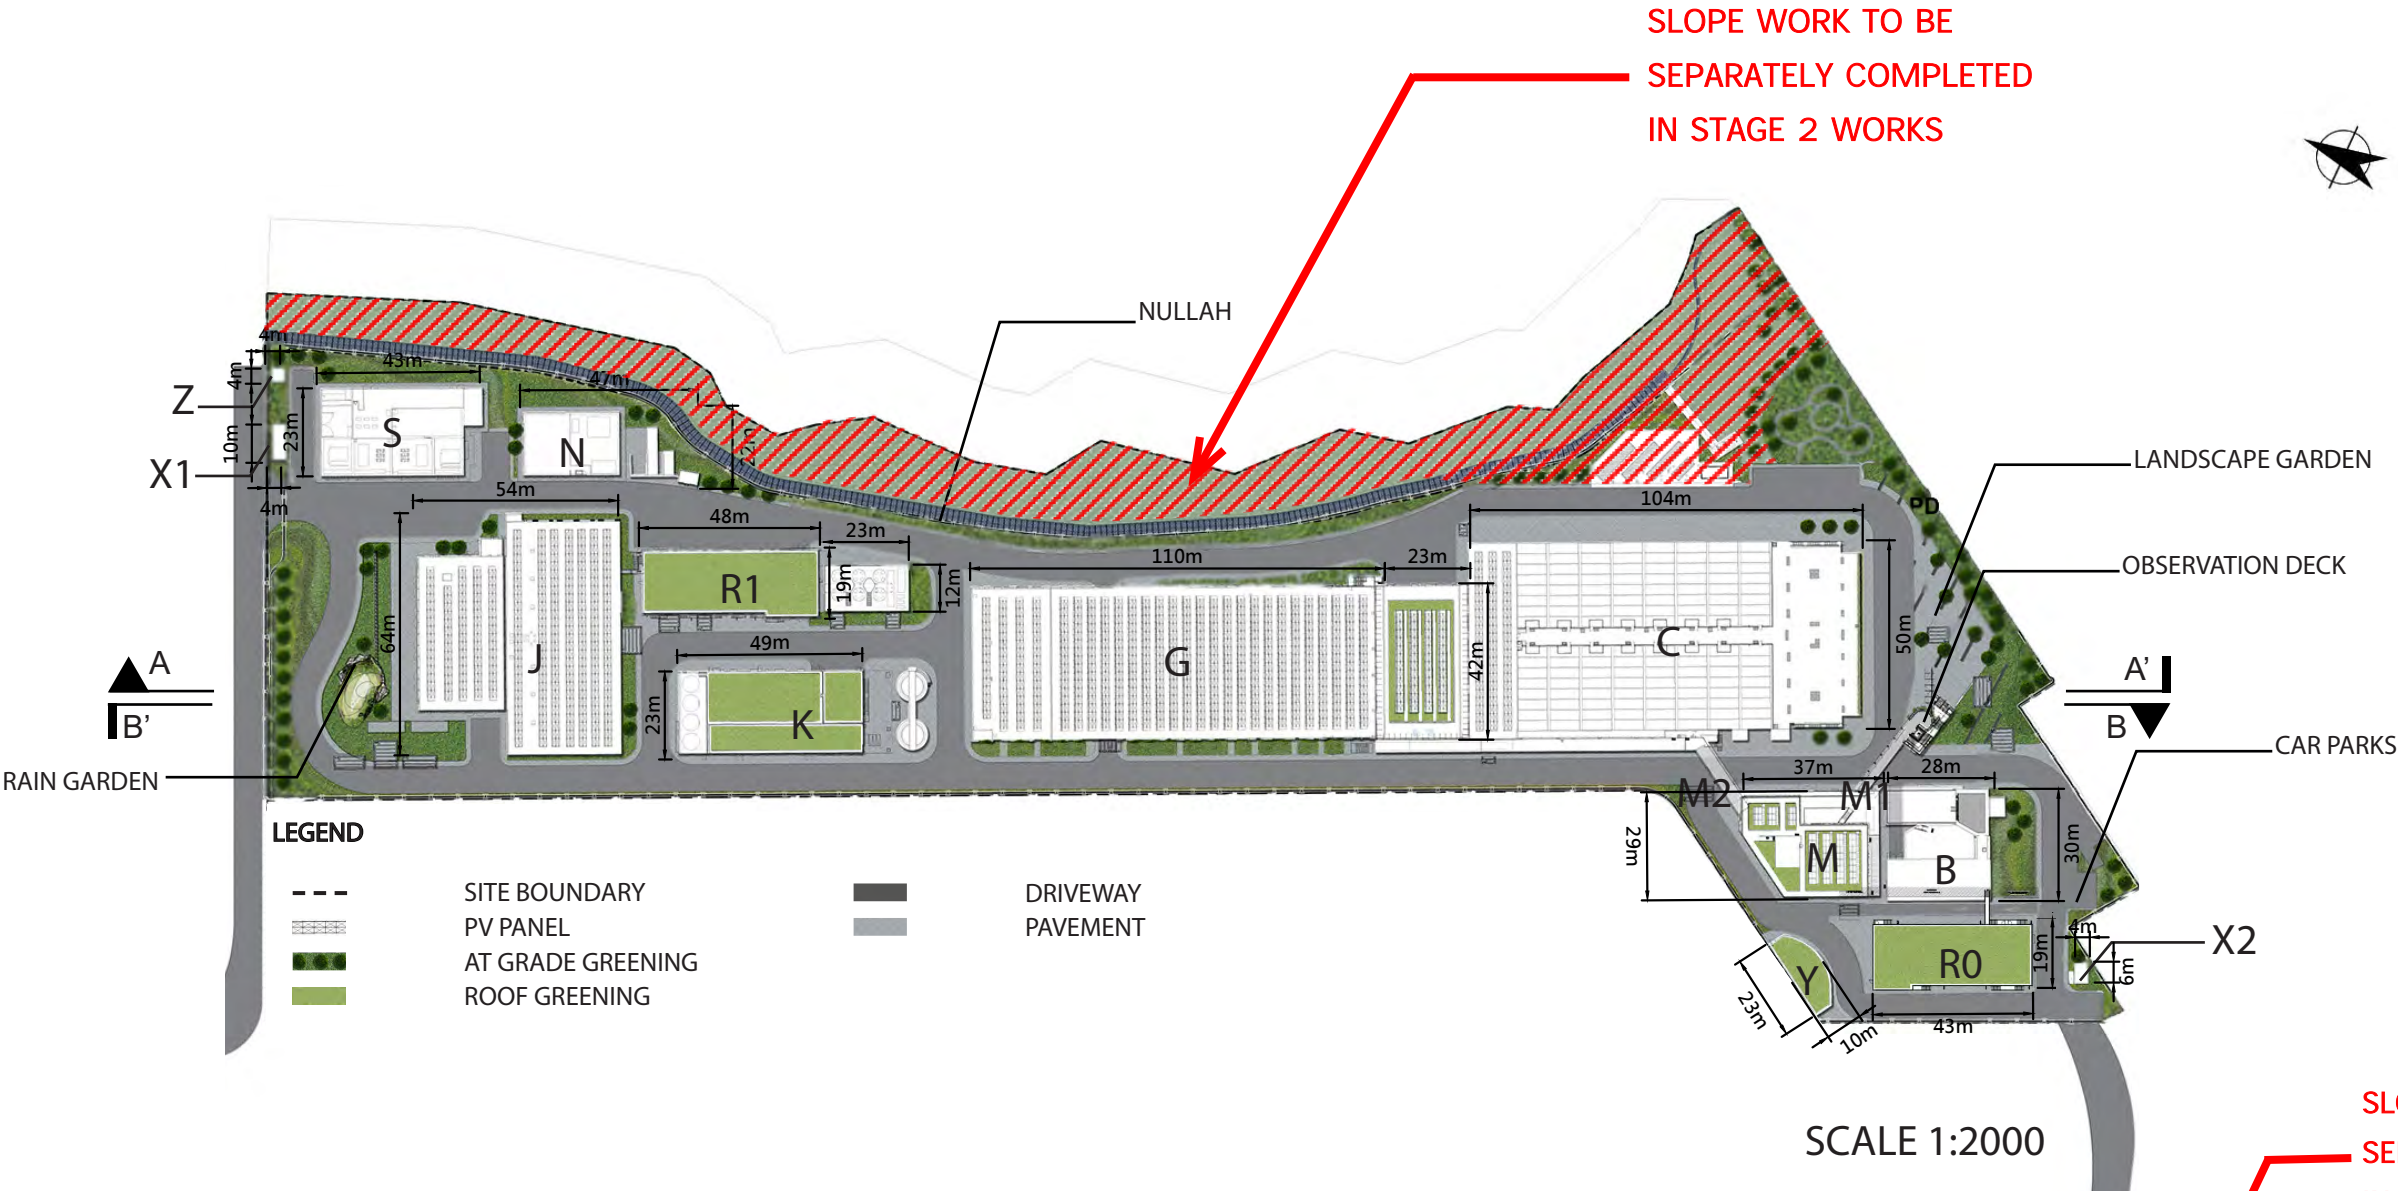 SLOPE WORK TO BE
SEPARATELY COMPLETED
IN STAGE 2 WORKS
NULLAH
4m
43m
47m
4m
Z
23m
S
N
22m
10m
X1
4m
54m
48m
23m
110m
23m
104m
LANDSCAPE GARDEN
PD
OBSERVATION DECK
R1
19m
12m
64m
J
49m
G
42m
C
50m
A
B'
23m
K
A'
B
RAIN GARDEN
CAR PARKS
37m
28m
M2
M1
29m
M
B
30m
LEGEND
SITE BOUNDARY
DRIVEWAY
PV PANEL
PAVEMENT
AT GRADE GREENING
ROOF GREENING
4m
X2
R0
19m
6m
Y
23m
10m
43m
SCALE 1:2000